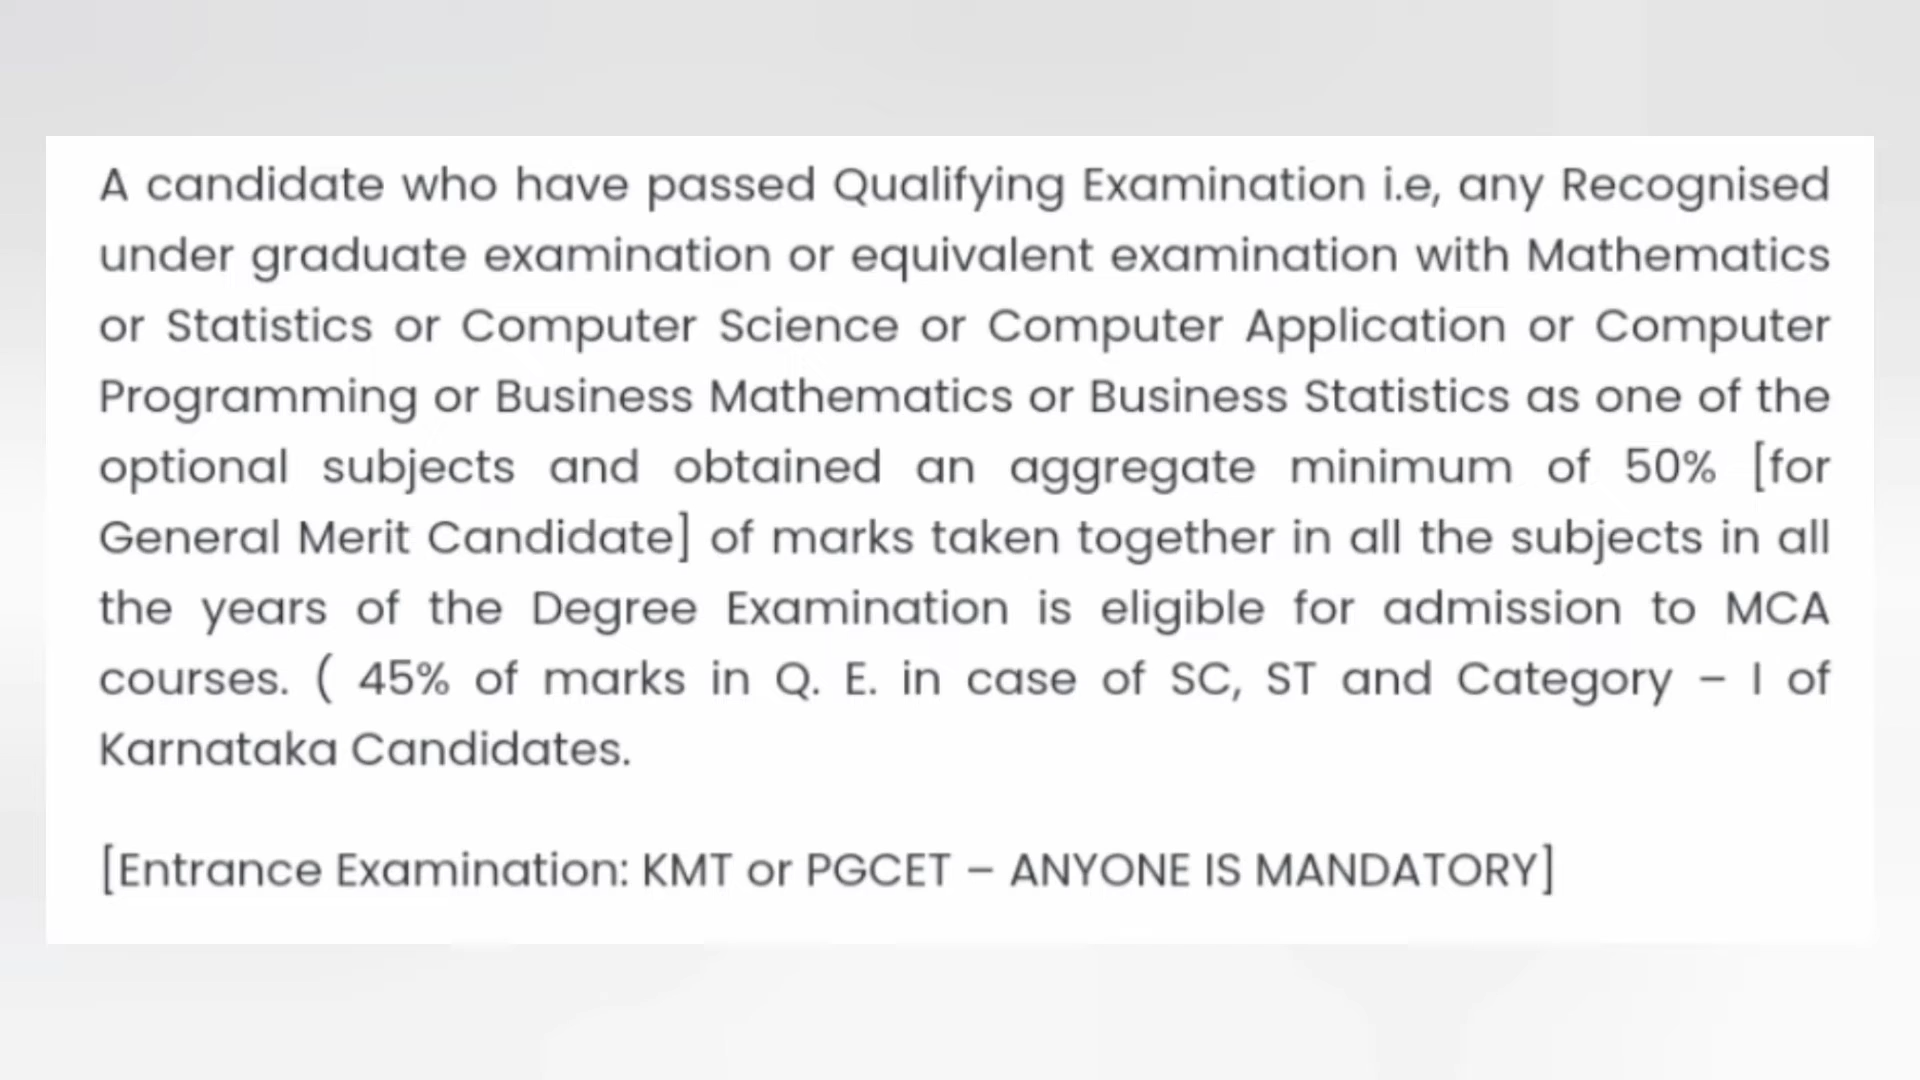 A candidate who have passed Qualifying Examination i.e, any Recognised
under graduate examination or equivalent examination with Mathematics
or Statistics or Computer Science or Computer Application or Computer
Programming or Business Mathematics or Business Statistics as one of the
optional subjects and obtained an aggregate minimum of 50% [for
General Merit Candidate] of marks taken together in all the subjects in all
the years of the Degree Examination is eligible for admission to MCA
courses. ( 45% of marks in Q. E. in case of SC, ST and Category – I of
Karnataka Candidates.
[Entrance Examination: KMT or PGCET – ANYONE IS MANDATORY]